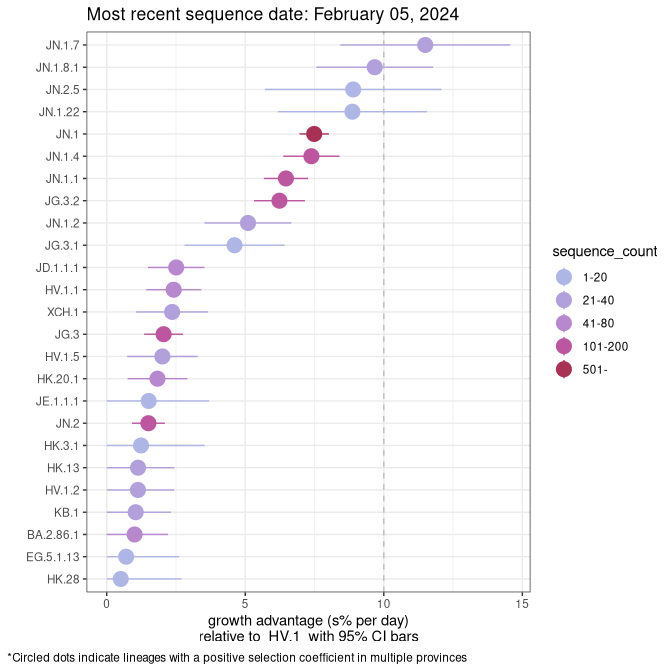 Most recent sequence date: February 05, 2024
JN.1.7
JN.1.8.1
JN.2.5
JN.1.22
JN.1
JN.1.4
JN.1.1
JG.3.2
JN.1.2
JG.3.1
JD.1.1.1
HV.1.1
XCH.1
JG.3
HV.1.5
HK.20.1
JE.1.1.1
JN.2
HK.3.1
HK.13
HV.1.2
KB.1
BA.2.86.1
EG.5.1.13
HK.28
0 5 10 15
growth advantage (s% per day)
relative to HV.1 with 95% CI bars
sequence_count
1-20
21-40
41-80
101-200
501-
*Circled dots indicate lineages with a positive selection coefficient in multiple provinces